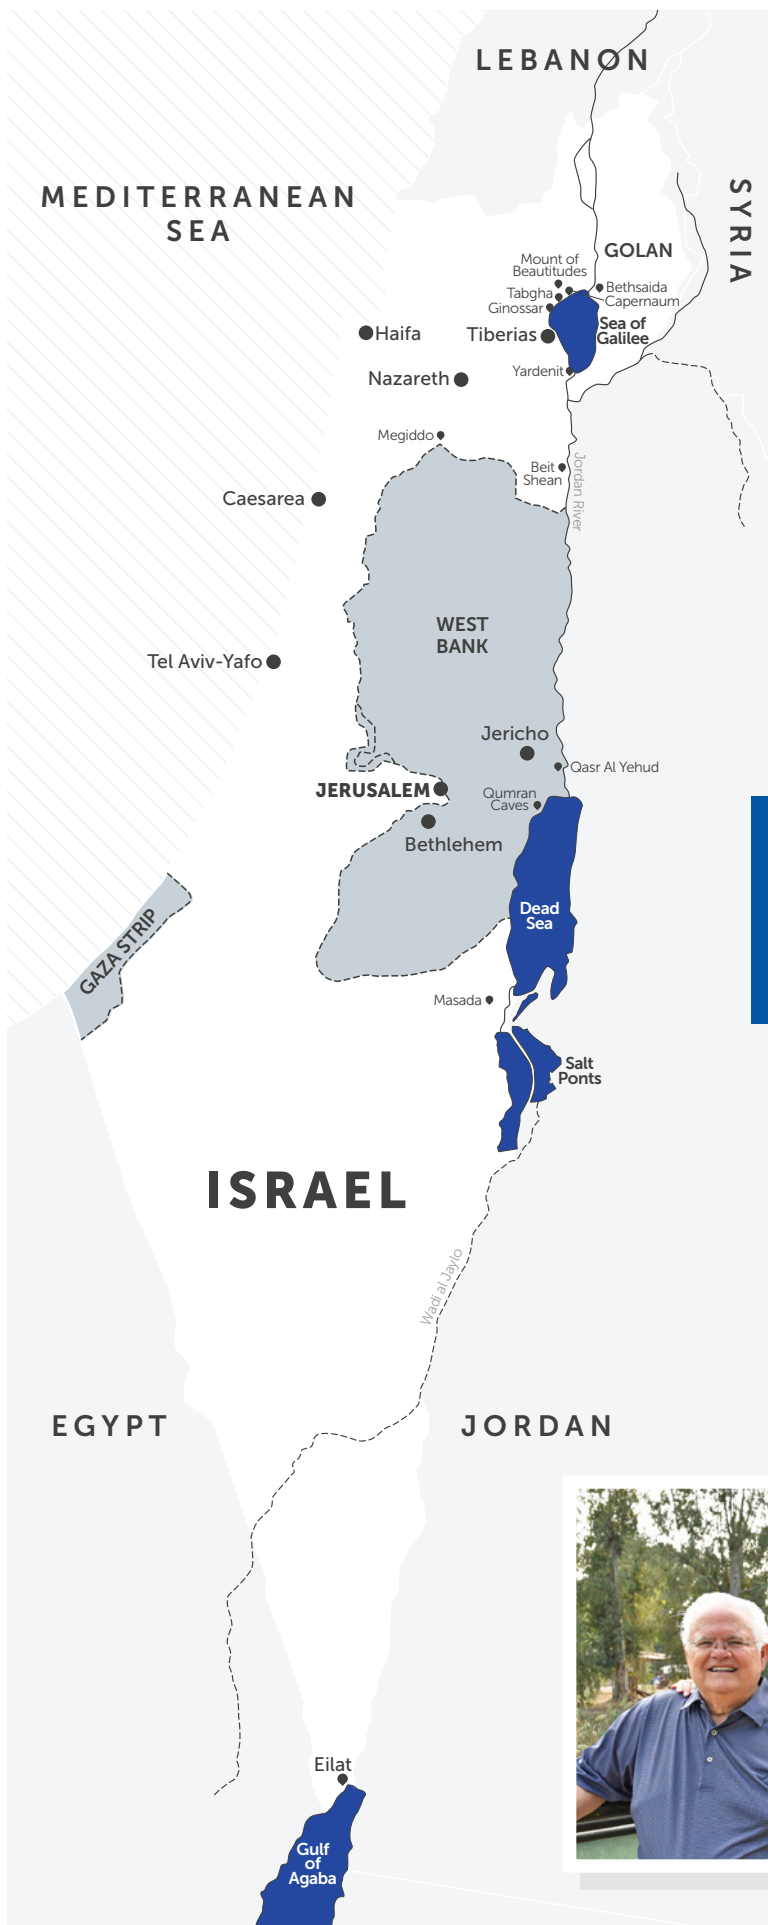 LEBANON
MEDITERRANEAN
SEA
SYRIA
GOLAN
Mount of
Beautitudes
Tabgha
Ginossar
Bethsaida
Capernaum
Sea of
Galilee
Haifa
Tiberias
Nazareth
Yardenit
Megiddo
Beit
Shean
Jordan River
Caesarea
WEST
BANK
Tel Aviv-Yafo
Jericho
Qasr Al Yehud
JERUSALEM
Qumran
Caves
Bethlehem
Dead
Sea
GAZA STRIP
Masada
Salt
Ponts
ISRAEL
Wadi al Jaylo
EGYPT
JORDAN
Eilat
Gulf
of
Agaba